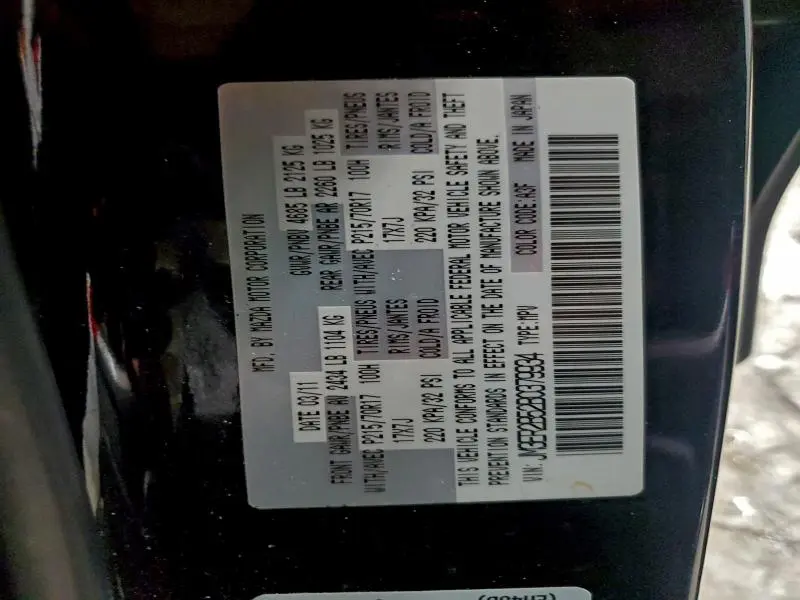 MFD. BY MAZDA MOTOR CORPORATION
DATE 03/11 GVWR/PNBV 4685 LB 2125 KG
FRONT GAWR/PNBE AV 2434 LB 1104 KG REAR GAWR/PNBE AR 2260 LB 1025 KG
WITH/AVEC P215/70R17 100H TIRES/PNEUS WITH/AVEC P215/70R17 100H TIRES/PNEUS
17X7J RIMS/JANTES 17X7J RIMS/JANTES
220 KPA/32 PSI COLD/A FROID 220 KPA/32 PSI COLD/A FROID
THIS VEHICLE CONFORMS TO ALL APPLICABLE FEDERAL MOTOR VEHICLE SAFETY AND THEFT
PREVENTION STANDARDS IN EFFECT ON THE DATE OF MANUFACTURE SHOWN ABOVE.
VIN: JM3ER2B52B0379934 TYPE:MPV COLOR CODE:A3F MADE IN JAPAN